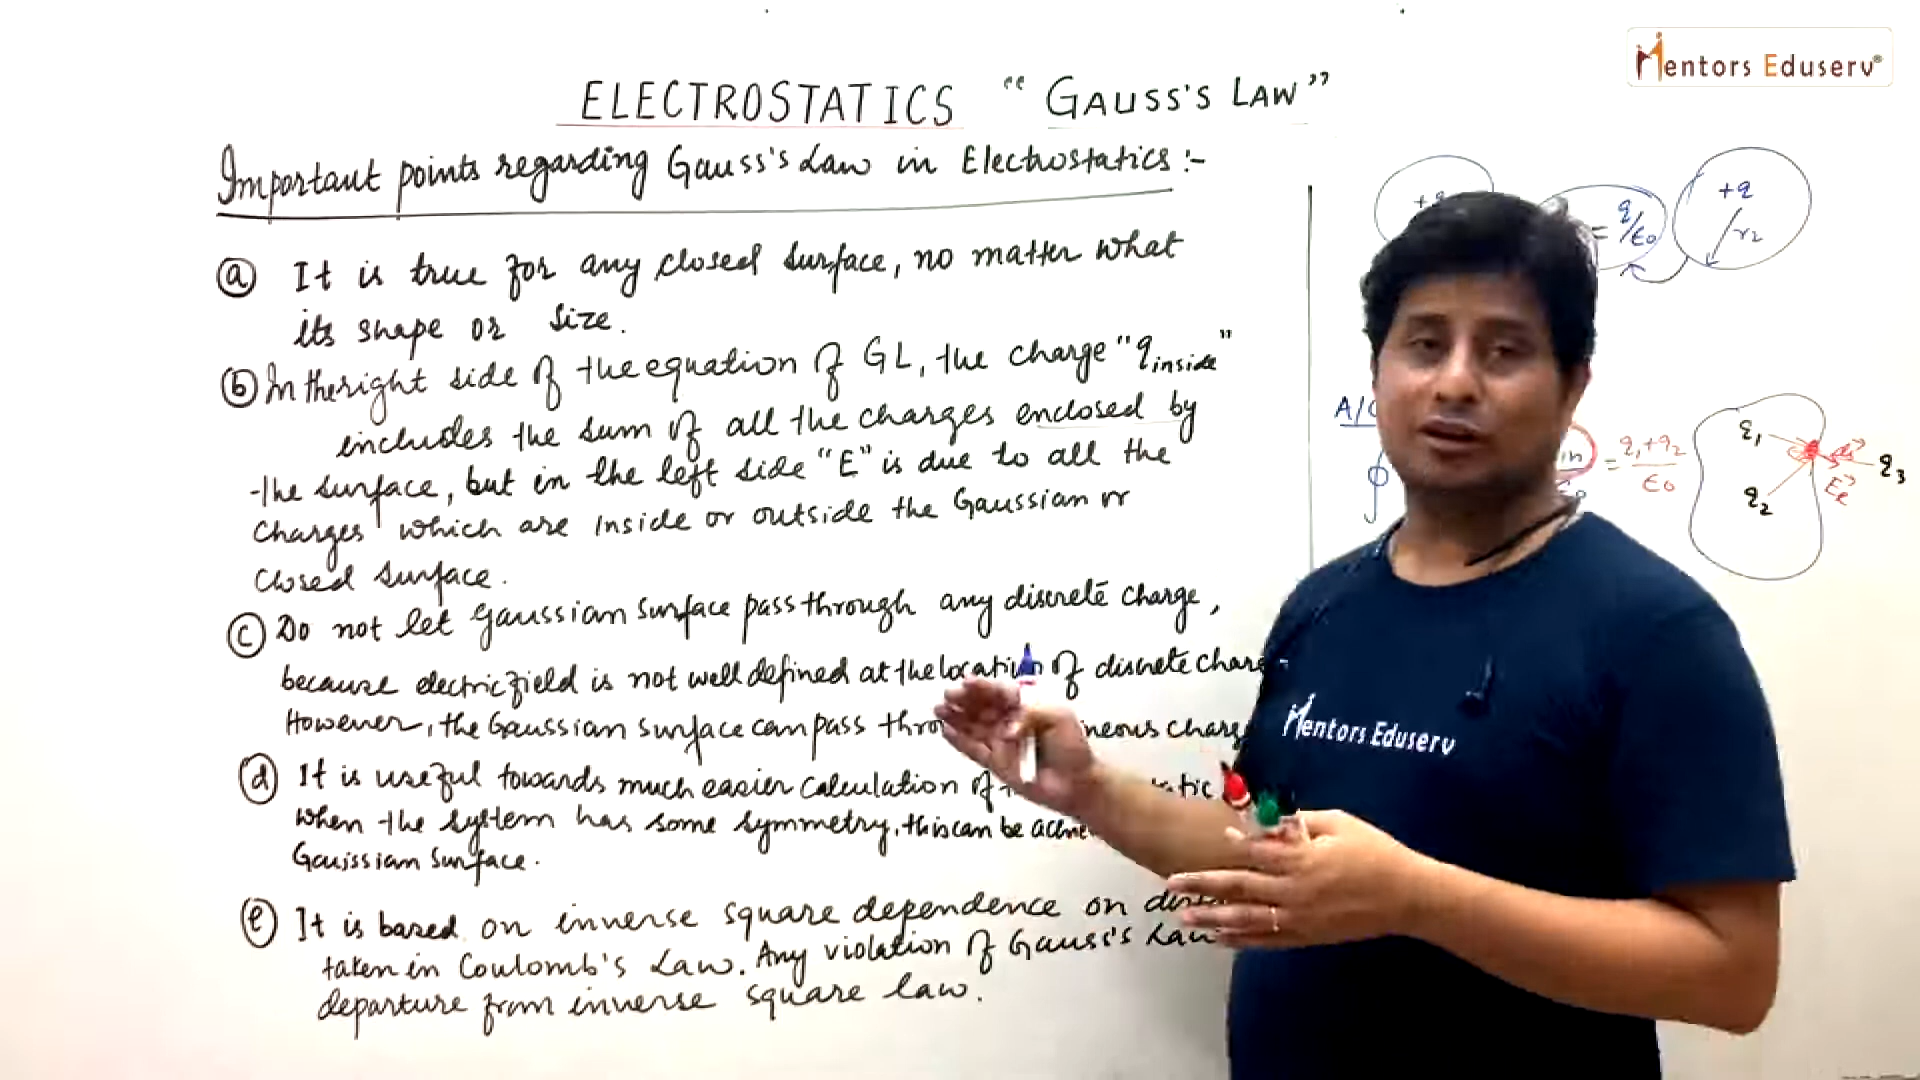 Mentors Eduserv®
ELECTROSTATICS "GAUSS'S LAW"
Important points regarding Gauss's Law in Electrostatics :-
(a) It is true for any closed surface, no matter what
its shape or size.
(b) In the right side of the equation of GL, the charge "q inside"
includes the sum of all the charges enclosed by
the surface, but in the left side "E" is due to all the
charges which are inside or outside the Gaussian or
closed surface.
(c) Do not let Gaussian surface pass through any discrete charge,
because electric field is not well defined at the location of discrete charge
However, the Gaussian surface can pass
(d) It is useful towards much easier calculation of
when the system has some symmetry, this can be
Gaussian surface.
(e) It is based on inverse square dependence on
taken in Coulomb's Law. Any violation of Gauss's Law
departure from inverse square law.
= q/ε0
+q
r2
in = q1+q2/ε0
q1
q2
q3
Mentors Eduserv